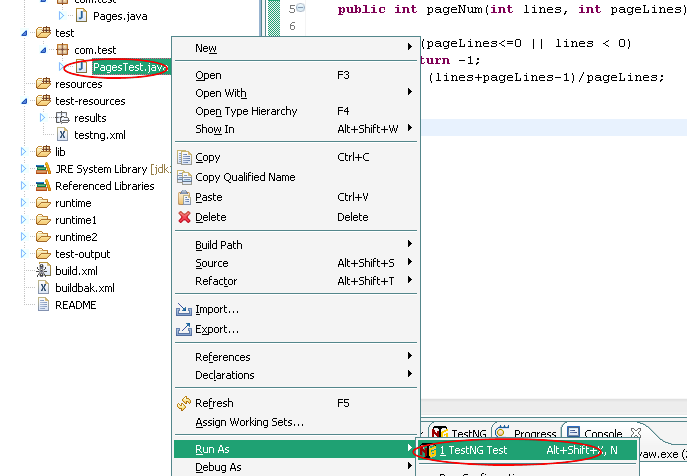 Pages.java
test
com.test
PagesTest.java
resources
test-resources
results
testng.xml
lib
JRE System Library [jdk
Referenced Libraries
runtime
runtime1
runtime2
test-output
build.xml
buildbak.xml
README
5 public int pageNum(int lines, int pageLines)
6
(pageLines<=0 || lines < 0)
turn -1;
(lines+pageLines-1)/pageLines;
New
Open F3
Open With
Open Type Hierarchy F4
Show In Alt+Shift+W
Copy Ctrl+C
Copy Qualified Name
Paste Ctrl+V
Delete Delete
Build Path
Source Alt+Shift+S
Refactor Alt+Shift+T
Import...
Export...
References
Declarations
Refresh F5
Assign Working Sets...
Run As
Debug As
TestNG Progress Console
1 TestNG Test Alt+Shift+X, N
vaw.exe (2